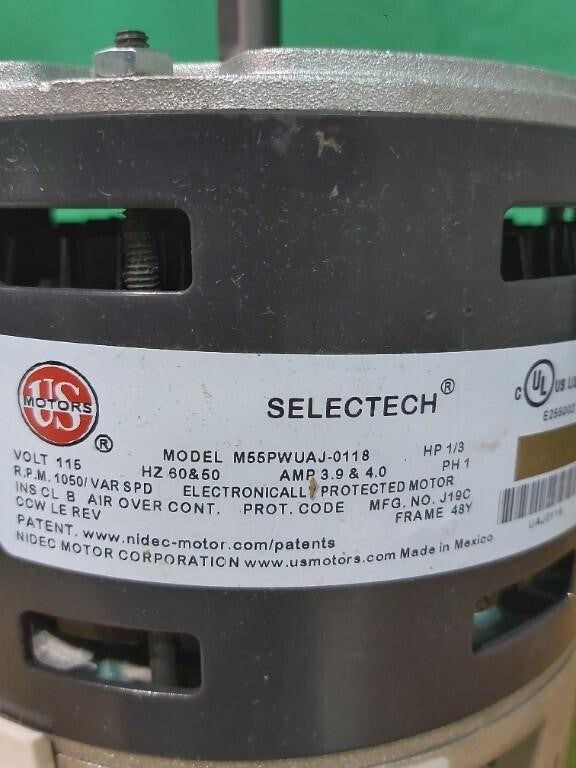 US
MOTORS
®
SELECTECH®
C UL US
E255002
VOLT 115 MODEL M55PWUAJ-0118 HP 1/3
HZ 60&50 AMP 3.9 & 4.0 PH 1
R.P.M. 1050/ VAR SPD ELECTRONICALLY PROTECTED MOTOR
INS CL B AIR OVER CONT. PROT. CODE MFG. NO. J19C
CCW LE REV FRAME 48Y
PATENT. www.nidec-motor.com/patents
NIDEC MOTOR CORPORATION www.usmotors.com Made in Mexico